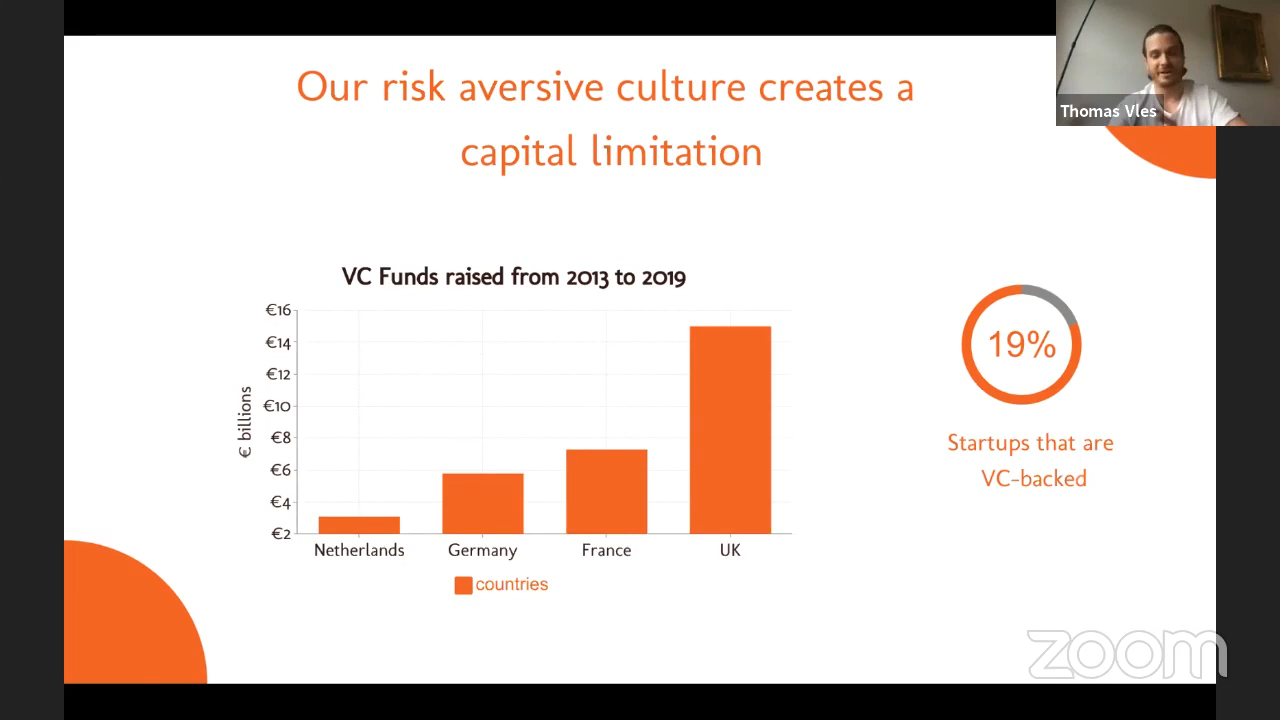 Our risk aversive culture creates a
capital limitation
Thomas Vles
VC Funds raised from 2013 to 2019
€ billions
€16
€14
€12
€10
€8
€6
€4
€2
Netherlands Germany France UK
countries
19%
Startups that are
VC-backed
zoom